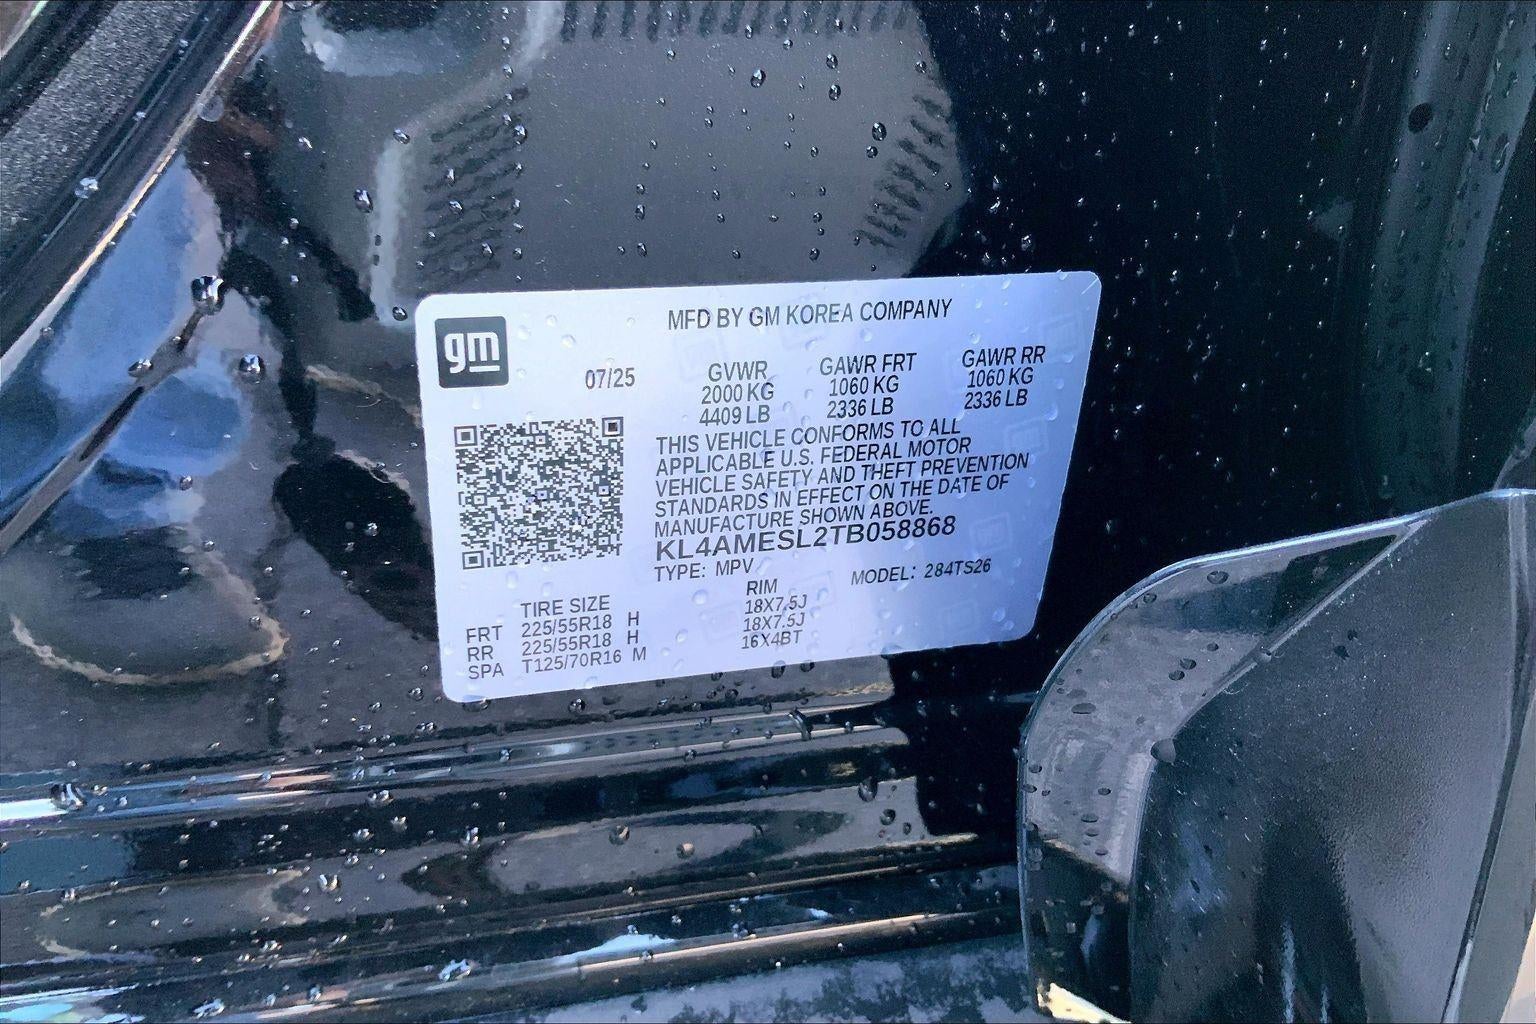 gm
MFD BY GM KOREA COMPANY
07/25
GVWR GAWR FRT GAWR RR
2000 KG 1060 KG 1060 KG
4409 LB 2336 LB 2336 LB
THIS VEHICLE CONFORMS TO ALL
APPLICABLE U.S. FEDERAL MOTOR
VEHICLE SAFETY AND THEFT PREVENTION
STANDARDS IN EFFECT ON THE DATE OF
MANUFACTURE SHOWN ABOVE.
KL4AMESL2TB058868
TYPE: MPV MODEL: 284TS26
TIRE SIZE RIM
FRT 225/55R18 H 18X7.5J
RR 225/55R18 H 18X7.5J
SPA T125/70R16 M 16X4BT